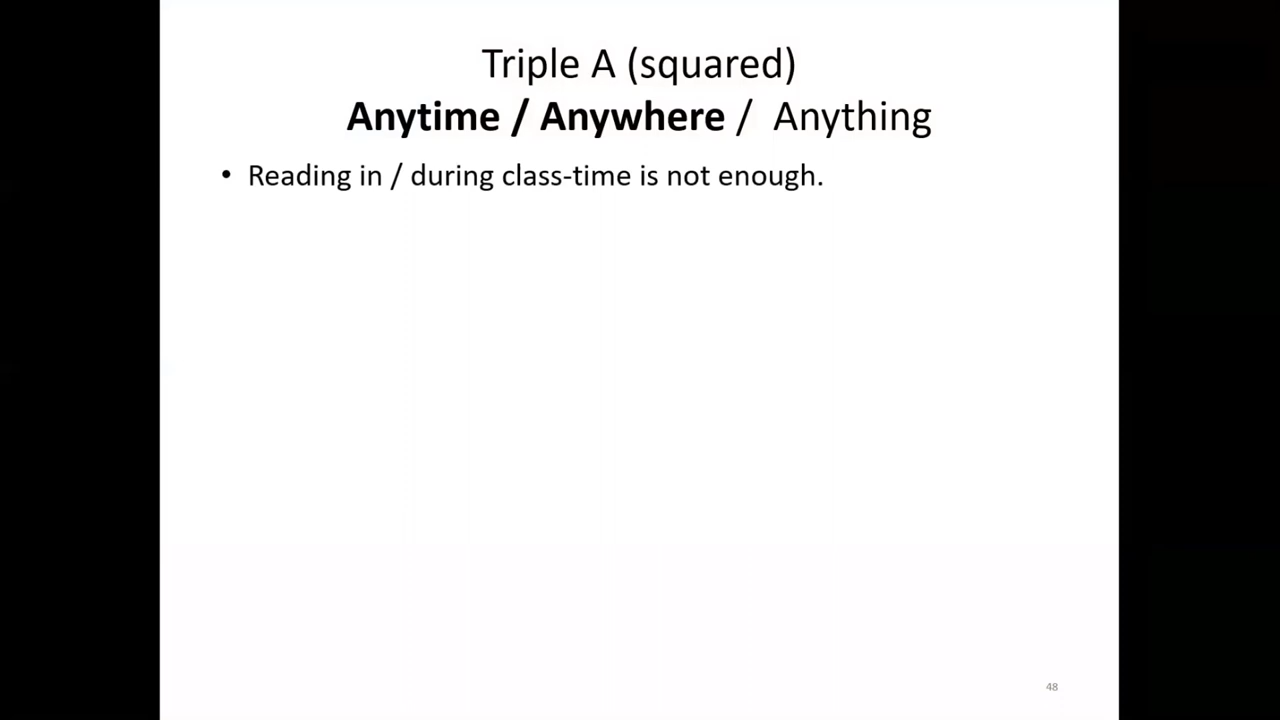 Triple A (squared)
Anytime / Anywhere / Anything
• Reading in / during class-time is not enough.
48